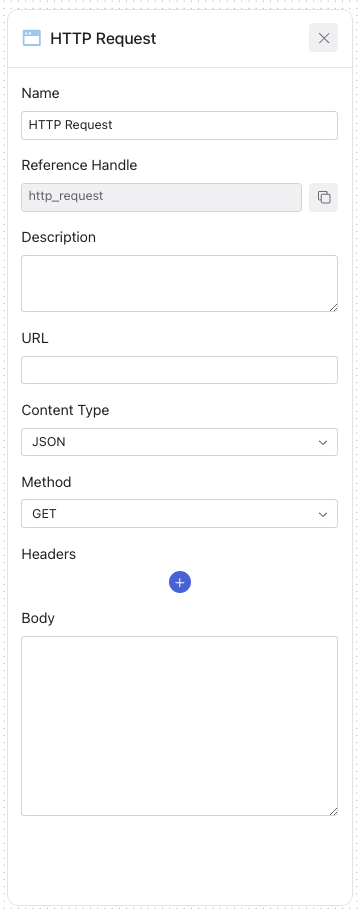 HTTP Request
Name
HTTP Request
Reference Handle
http_request
Description
URL
Content Type
JSON
Method
GET
Headers
Body